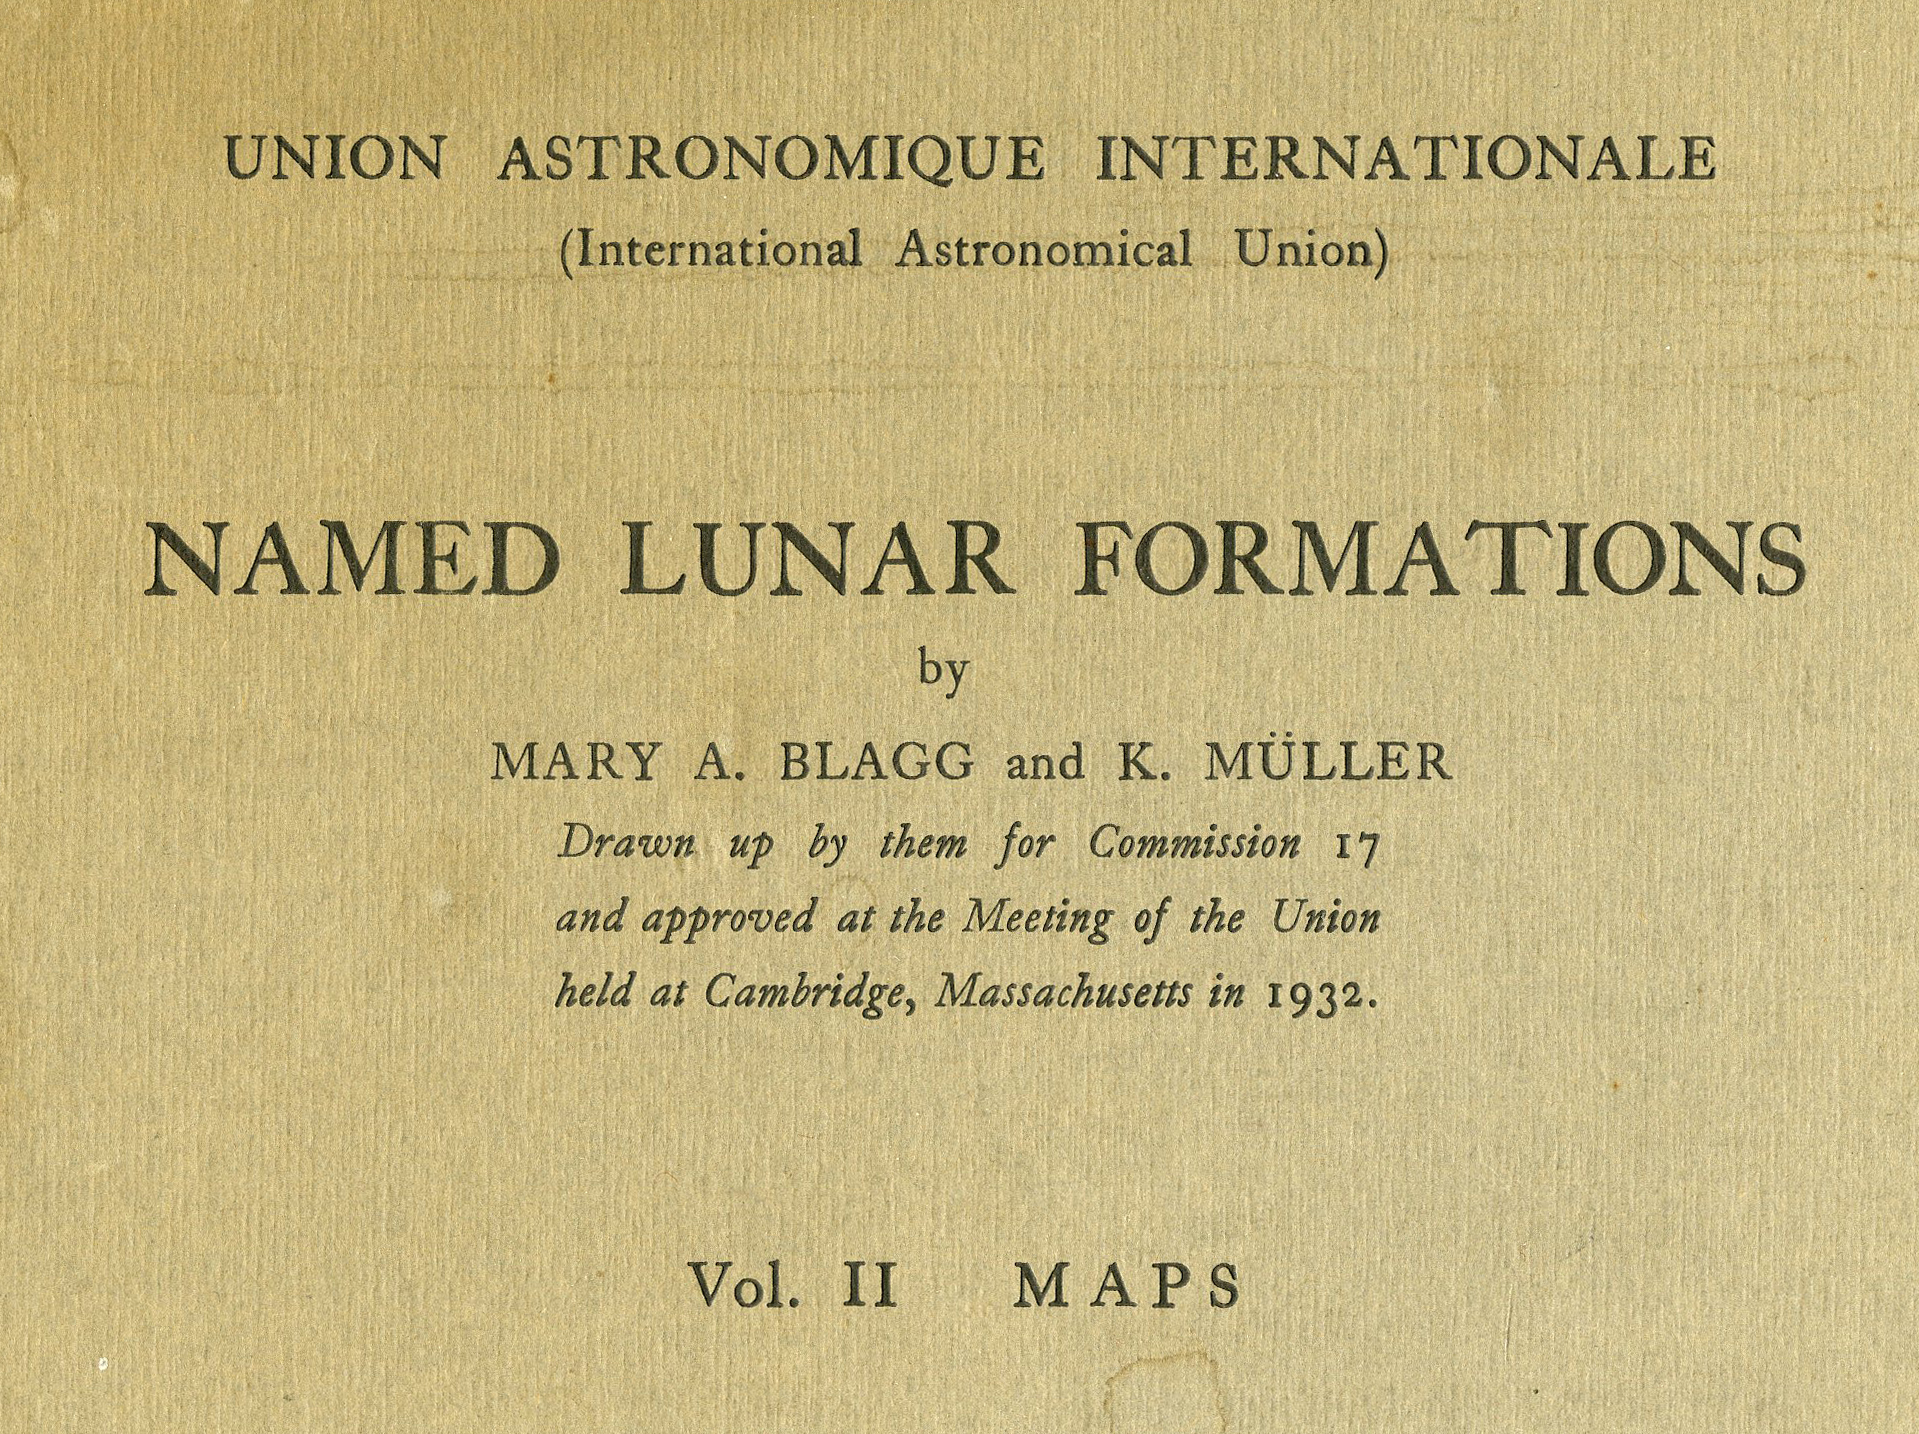 UNION ASTRONOMIQUE INTERNATIONALE
(International Astronomical Union)
NAMED LUNAR FORMATIONS
by
MARY A. BLAGG and K. MÜLLER
Drawn up by them for Commission 17
and approved at the Meeting of the Union
held at Cambridge, Massachusetts in 1932.
Vol. II MAPS